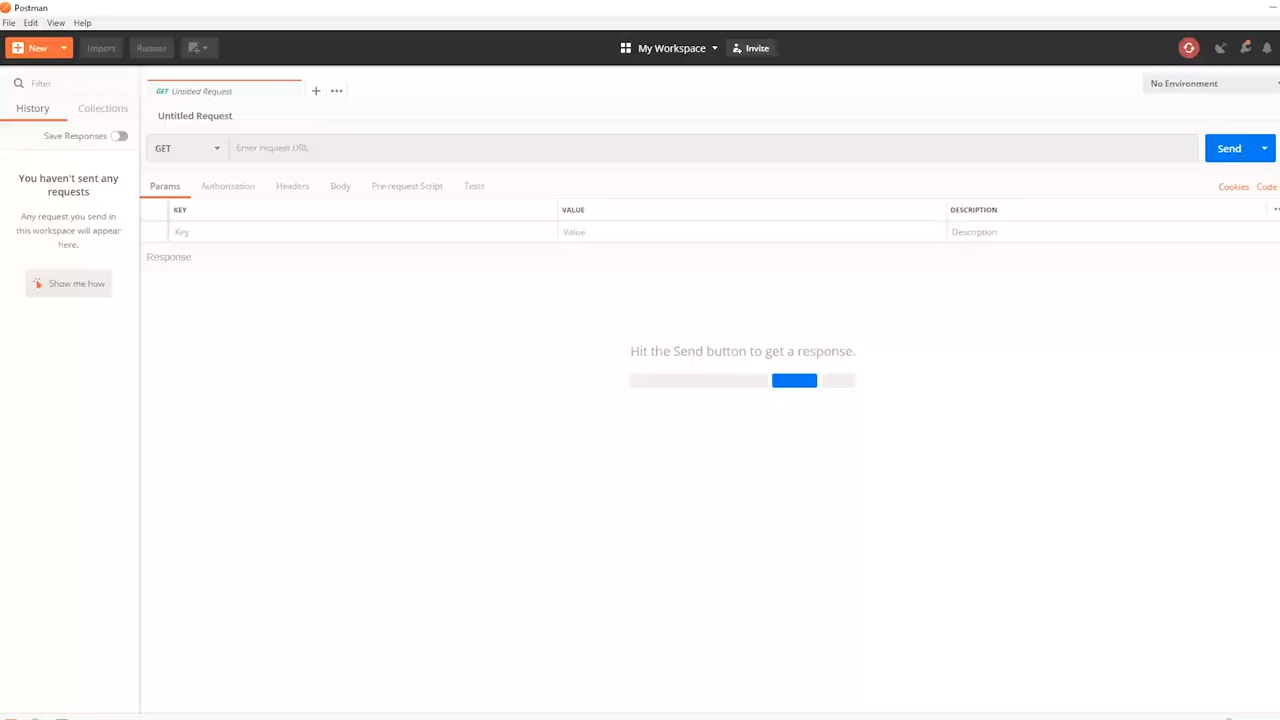 Postman
File Edit View Help
New Import Runner My Workspace Invite
Filter
History Collections
Save Responses
You haven't sent any
requests
Any request you send in
this workspace will appear
here.
Show me how
GET Untitled Request
No Environment
Untitled Request
GET Enter request URL Send
Params Authorization Headers Body Pre-request Script Tests Cookies Code
KEY VALUE DESCRIPTION
Key Value Description
Response
Hit the Send button to get a response.